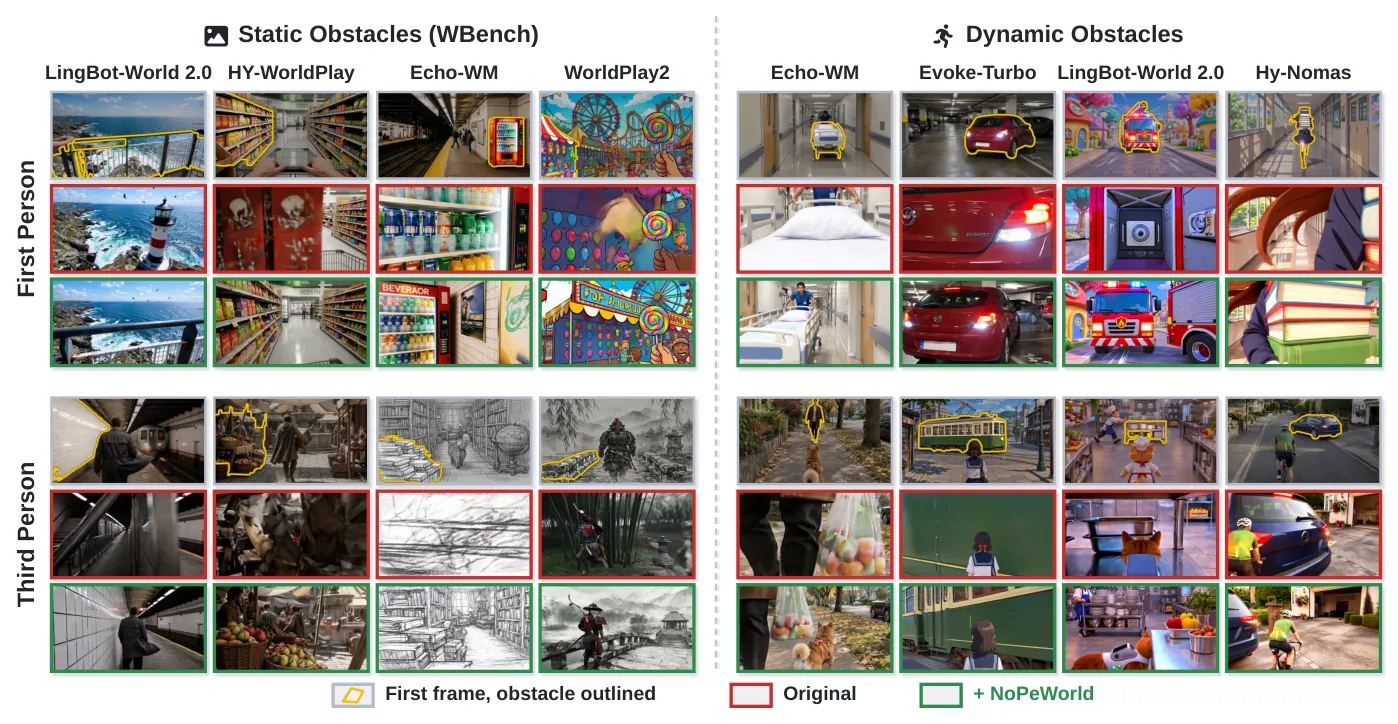 Static Obstacles (WBench)
Dynamic Obstacles
LingBot-World 2.0
HY-WorldPlay
Echo-WM
WorldPlay2
Echo-WM
Evoke-Turbo
LingBot-World 2.0
Hy-Nomas
First Person
BEVERAOR
Third Person
First frame, obstacle outlined
Original
+ NoPeWorld